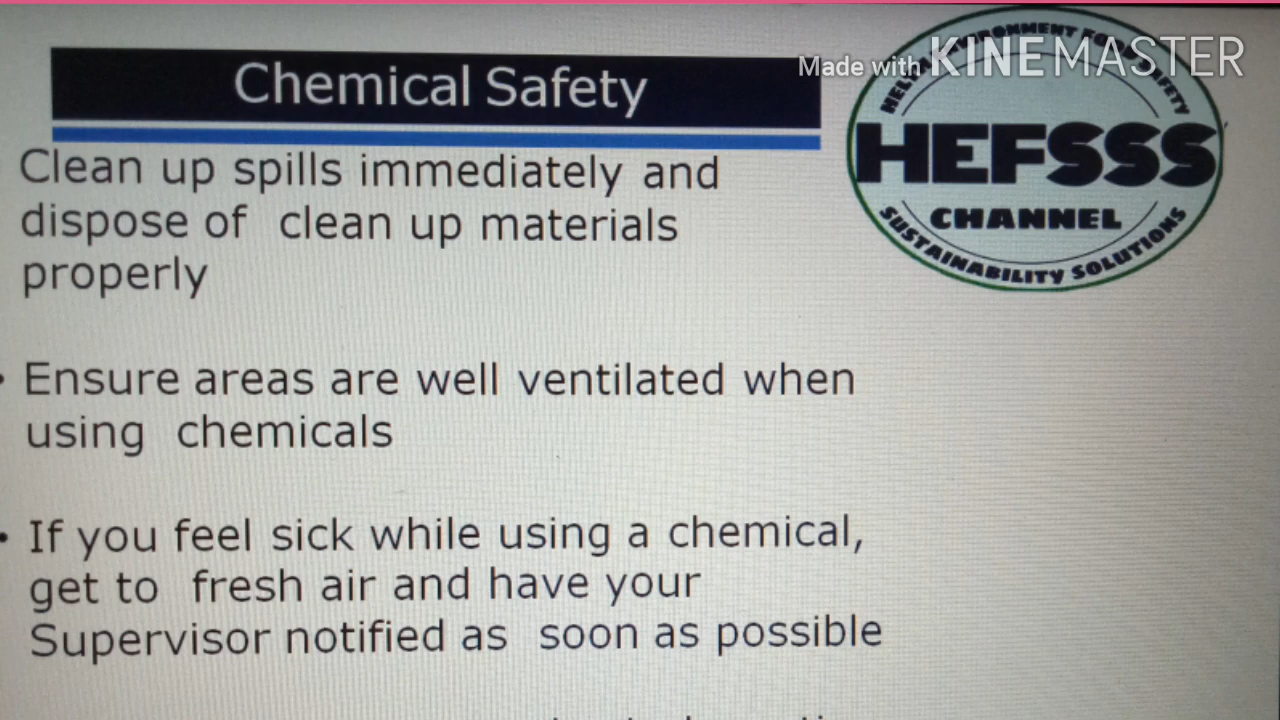 Chemical Safety
Made with KINEMASTER
HEFSSS
CHANNEL
SUSTAINABILITY SOLUTIONS
Clean up spills immediately and
dispose of clean up materials
properly
• Ensure areas are well ventilated when
using chemicals
• If you feel sick while using a chemical,
get to fresh air and have your
Supervisor notified as soon as possible